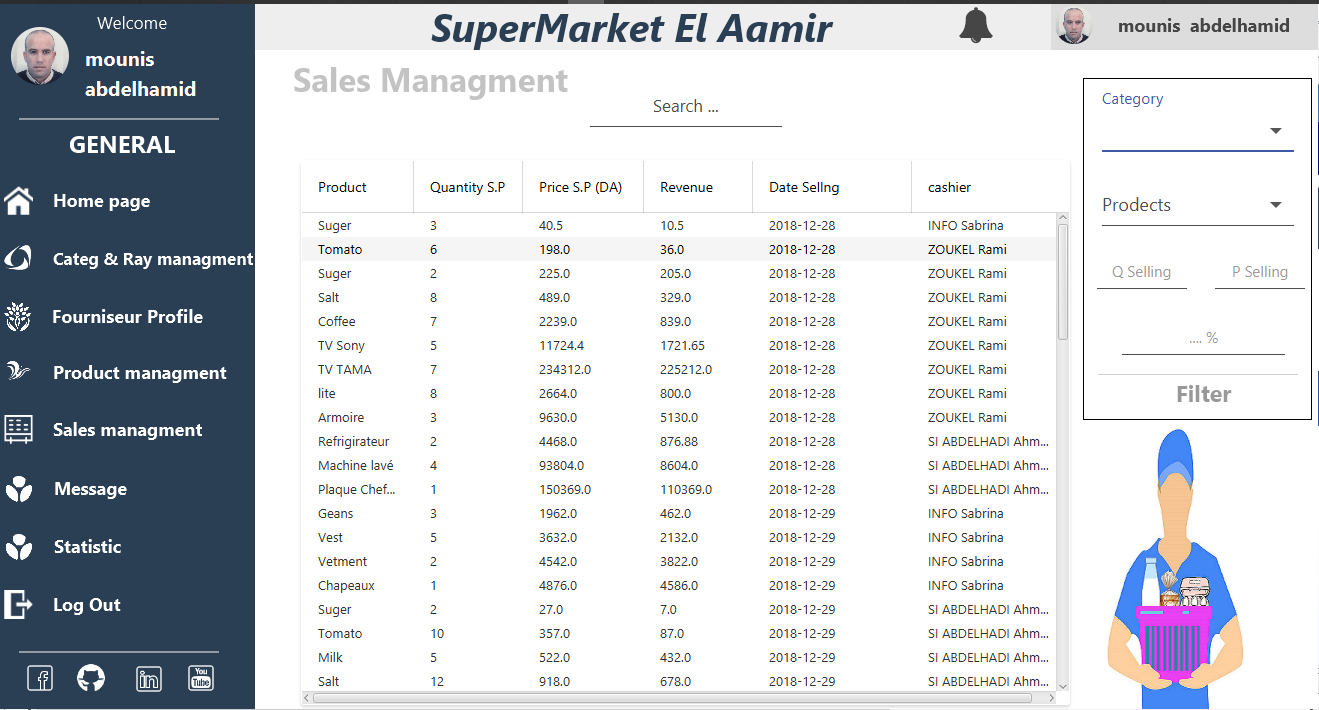 Welcome
mounis
abdelhamid
GENERAL
Home page
Categ & Ray managment
Fourniseur Profile
Product managment
Sales managment
Message
Statistic
Log Out
You
Tube
SuperMarket El Aamir
mounis abdelhamid
Sales Managment
Search ...
Product Quantity S.P Price S.P (DA) Revenue Date Sellng cashier
Suger 3 40.5 10.5 2018-12-28 INFO Sabrina
Tomato 6 198.0 36.0 2018-12-28 ZOUKEL Rami
Suger 2 225.0 205.0 2018-12-28 ZOUKEL Rami
Salt 8 489.0 329.0 2018-12-28 ZOUKEL Rami
Coffee 7 2239.0 839.0 2018-12-28 ZOUKEL Rami
TV Sony 5 11724.4 1721.65 2018-12-28 ZOUKEL Rami
TV TAMA 7 234312.0 225212.0 2018-12-28 ZOUKEL Rami
lite 8 2664.0 800.0 2018-12-28 ZOUKEL Rami
Armoire 3 9630.0 5130.0 2018-12-28 ZOUKEL Rami
Refrigirateur 2 4468.0 876.88 2018-12-28 SI ABDELHADI Ahm...
Machine lavé 4 93804.0 8604.0 2018-12-28 SI ABDELHADI Ahm...
Plaque Chef... 1 150369.0 110369.0 2018-12-28 SI ABDELHADI Ahm...
Geans 3 1962.0 462.0 2018-12-29 INFO Sabrina
Vest 5 3632.0 2132.0 2018-12-29 INFO Sabrina
Vetment 2 4542.0 3822.0 2018-12-29 INFO Sabrina
Chapeaux 1 4876.0 4586.0 2018-12-29 INFO Sabrina
Suger 2 27.0 7.0 2018-12-29 SI ABDELHADI Ahm...
Tomato 10 357.0 87.0 2018-12-29 SI ABDELHADI Ahm...
Milk 5 522.0 432.0 2018-12-29 SI ABDELHADI Ahm...
Salt 12 918.0 678.0 2018-12-29 SI ABDELHADI Ahm...
Category
Prodects
Q Selling P Selling
.... %
Filter